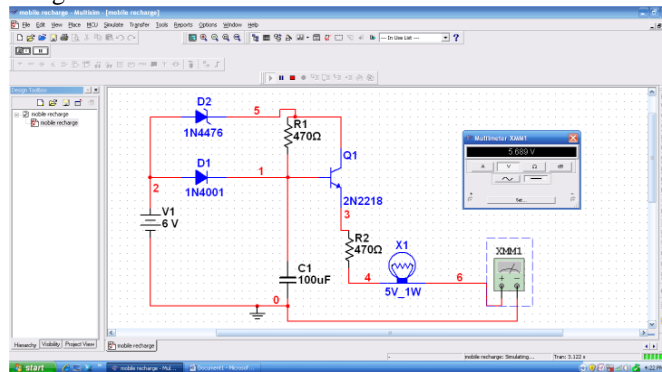 mobile recharge - Multisim - [mobile recharge]
File Edit View Place MCU Simulate Transfer Tools Reports Options Window Help
--- In Use List ---
Design Toolbox
mobile recharge
mobile recharge
D2
5
1N4476
R1
470Ω
D1
1
1N4001
Q1
2N2218
2
V1
6 V
3
R2
470Ω
X1
4
6
5V_1W
C1
100uF
0
XMM1
Multimeter-XMM1
5.689 V
A V Ω dB
Set...
Hierarchy Visibility Project View
mobile recharge
mobile recharge: Simulating... Tran: 3.122 s
start
mobile recharge - Mul...
Document1 - Microsof...
4:22 PM